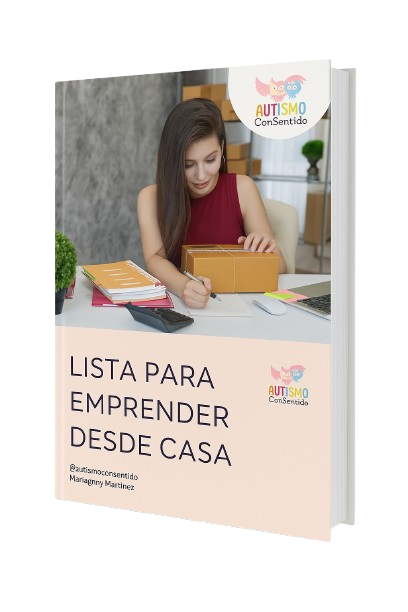 AUTISMO
ConSentido
LISTA PARA
EMPRENDER
DESDE CASA
AUTISMO
ConSentido
@autismoconsentido
Mariagnny Martinez